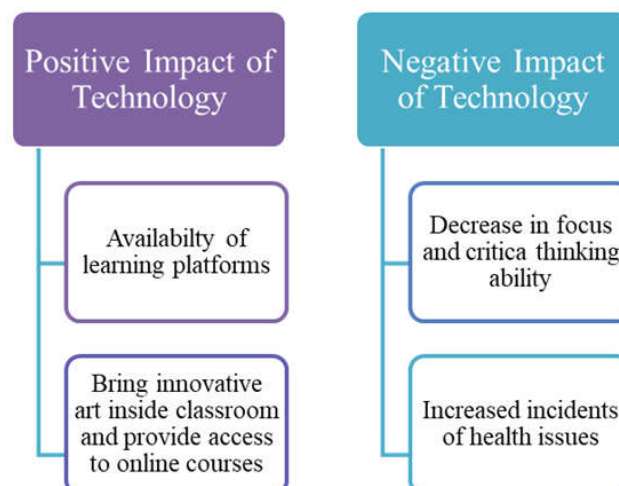 Positive Impact of
Technology
Availabilty of
learning platforms
Bring innovative
art inside classroom
and provide access
to online courses
Negative Impact
of Technology
Decrease in focus
and critica thinking
ability
Increased incidents
of health issues